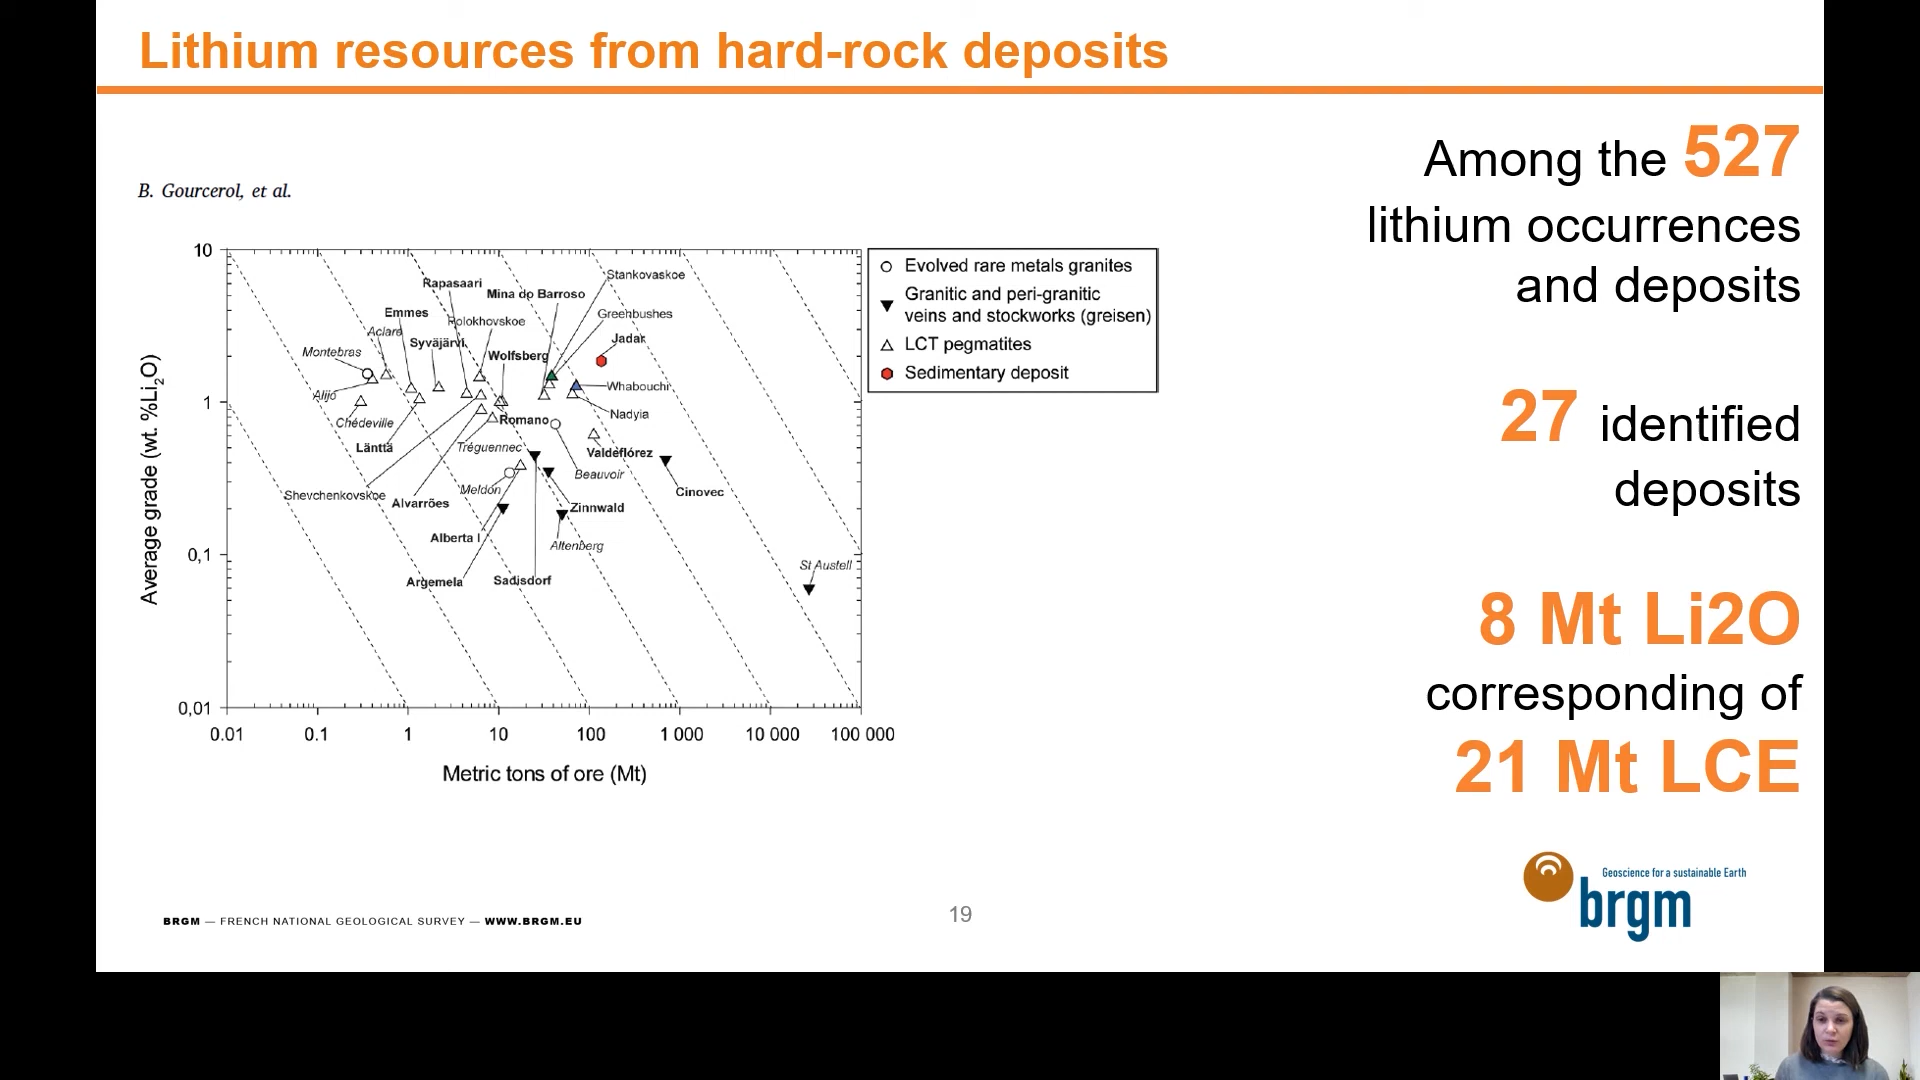 Lithium resources from hard-rock deposits
B. Gourcerol, et al.
Among the 527
lithium occurrences
and deposits
27 identified
deposits
8 Mt Li2O
corresponding of
21 Mt LCE
Average grade (wt. %Li2O)
10
1
0,1
0,01
0.01
0.1
1
10
100
1 000
10 000
100 000
Metric tons of ore (Mt)
Stankovaskoe
Rapasaari
Mina do Barroso
Emmes
Polokhovskoe
Greenbushes
Aclare
Syväjärvi
Jadar
Montebras
Wolfsberg
Whabouchi
Alijó
Nadyia
Chédeville
Romano
Länttä
Tréguennec
Valdeflórez
Beauvoir
Meldon
Cinovec
Shevchenkovskoe
Alvarrões
Zinnwald
Alberta I
Altenberg
St Austell
Argemela
Sadisdorf
Evolved rare metals granites
Granitic and peri-granitic
veins and stockworks (greisen)
LCT pegmatites
Sedimentary deposit
BRGM — FRENCH NATIONAL GEOLOGICAL SURVEY — WWW.BRGM.EU
19
Geoscience for a sustainable Earth
brgm